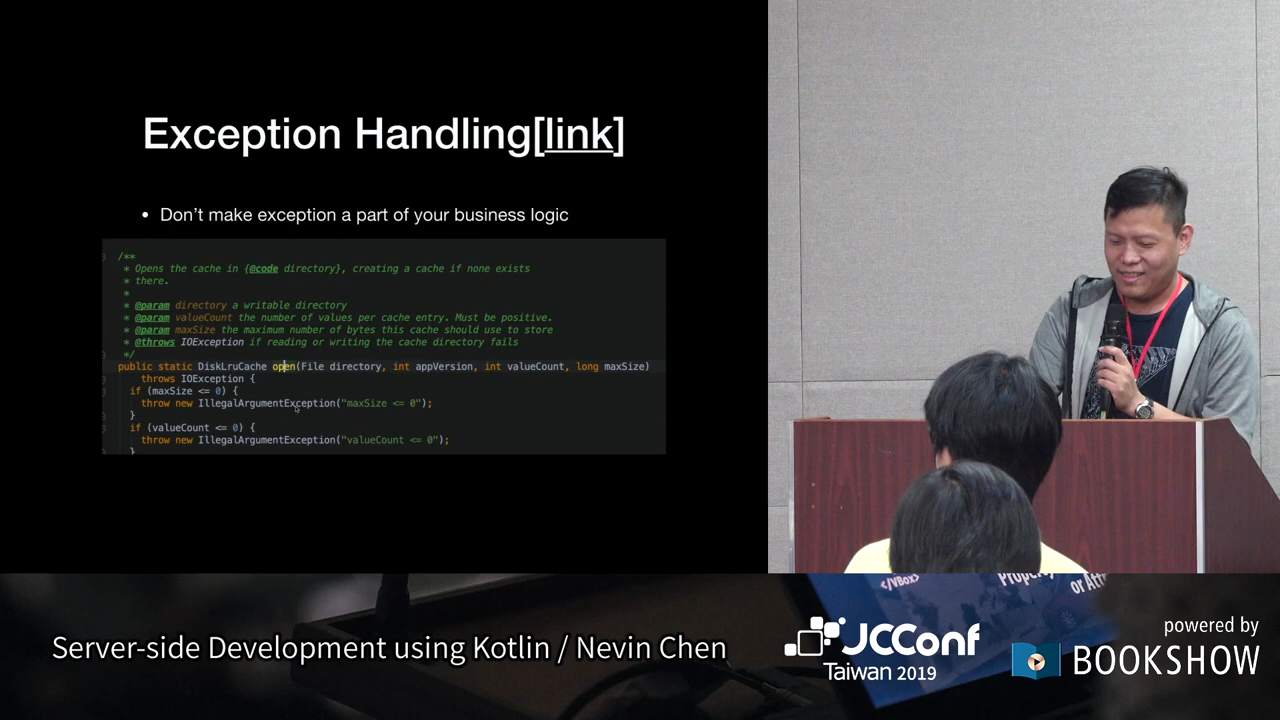 Exception Handling[link]
• Don't make exception a part of your business logic
/**
* Opens the cache in {@code directory}, creating a cache if none exists
* there.
*
* @param directory a writable directory
* @param valueCount the number of values per cache entry. Must be positive.
* @param maxSize the maximum number of bytes this cache should use to store
* @throws IOException if reading or writing the cache directory fails
*/
public static DiskLruCache open(File directory, int appVersion, int valueCount, long maxSize)
throws IOException {
if (maxSize <= 0) {
throw new IllegalArgumentException("maxSize <= 0");
}
if (valueCount <= 0) {
throw new IllegalArgumentException("valueCount <= 0");
}
</VBox>
Server-side Development using Kotlin / Nevin Chen
JCConf
Taiwan 2019
powered by
BOOKSHOW